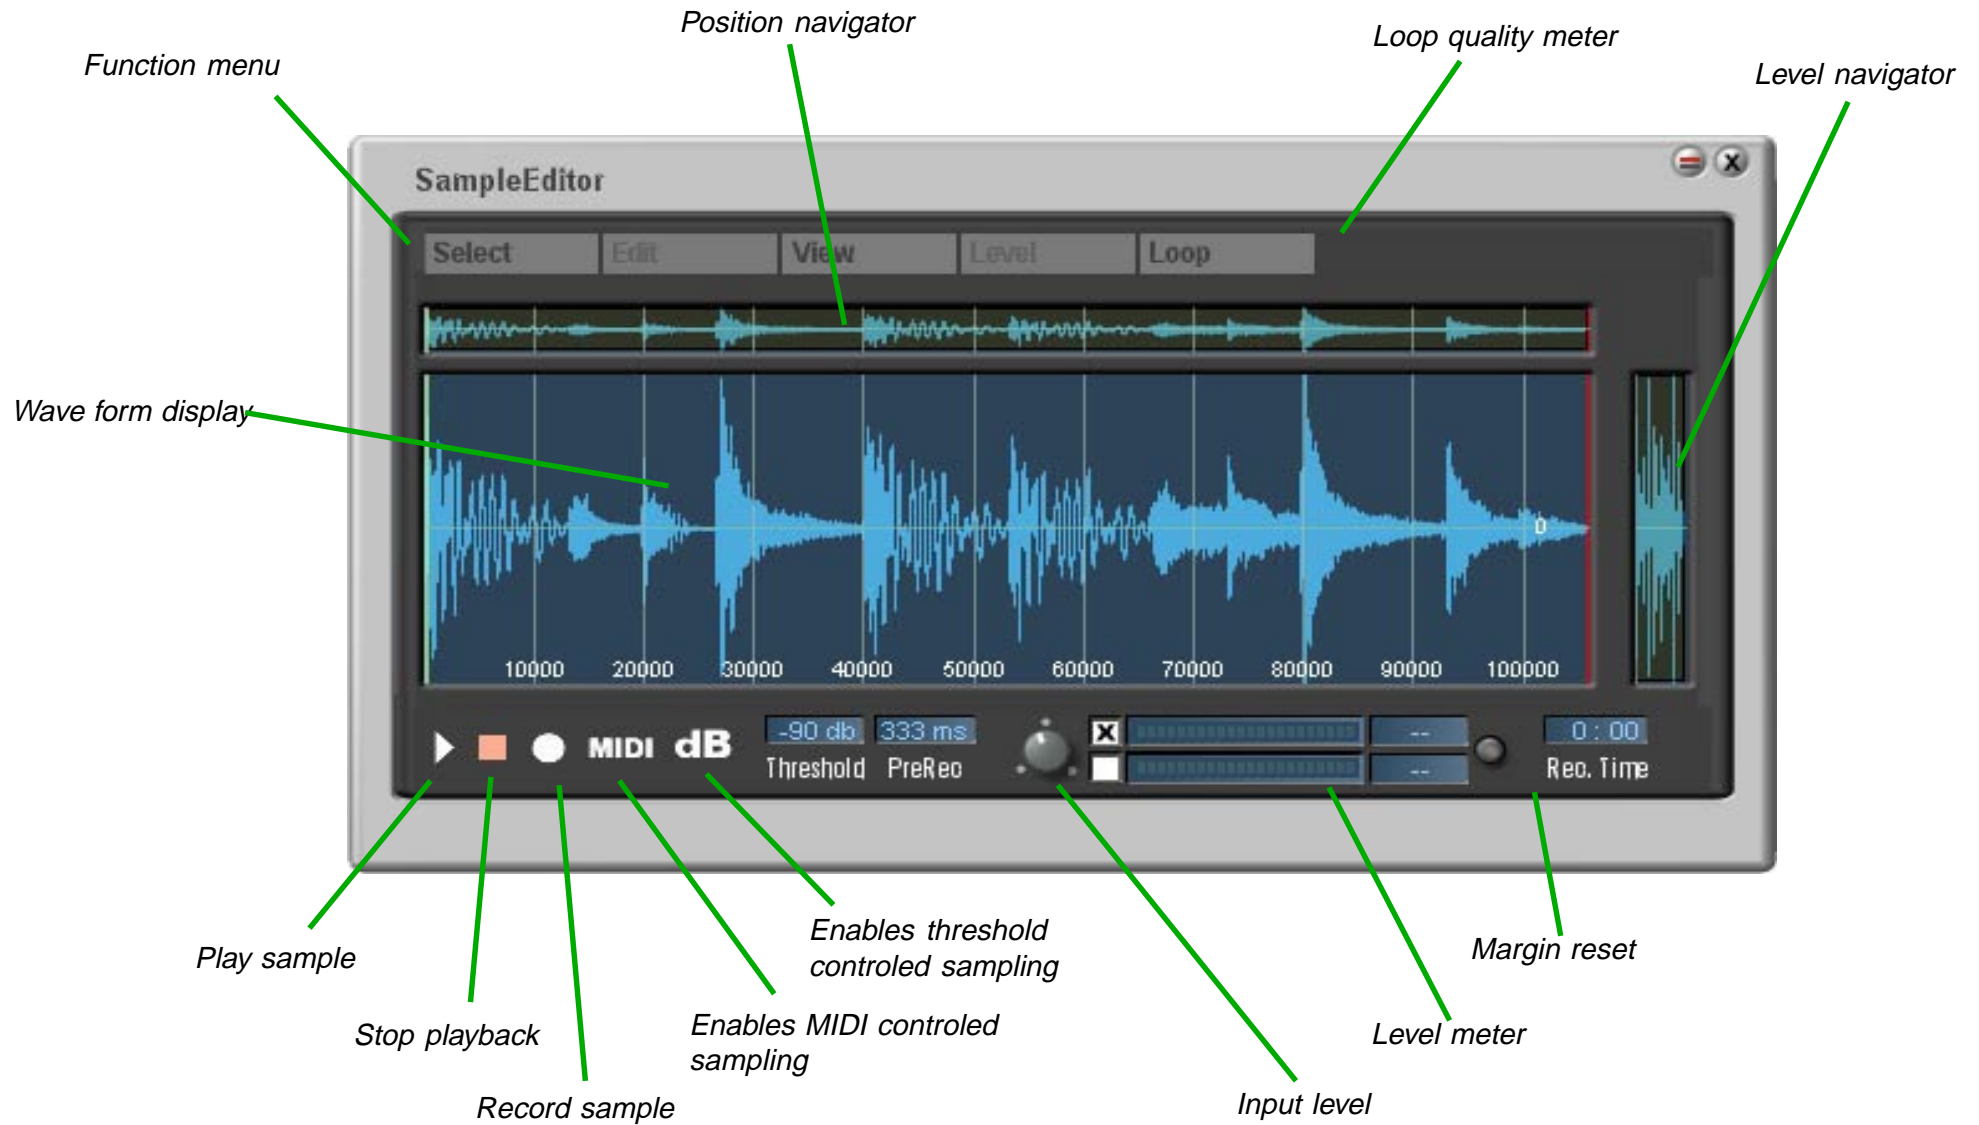 Position navigator
Loop quality meter
Function menu
Level navigator
SampleEditor
X
Select Edit View Level Loop
Wave form display
0
10000 20000 30000 40000 50000 60000 70000 80000 90000 100000
MIDI dB
-90 db 333 ms
X
--
0 : 00
Threshold PreRec
--
Rec. Time
Enables threshold
controled sampling
Play sample
Margin reset
Stop playback
Enables MIDI controled
sampling
Level meter
Record sample
Input level